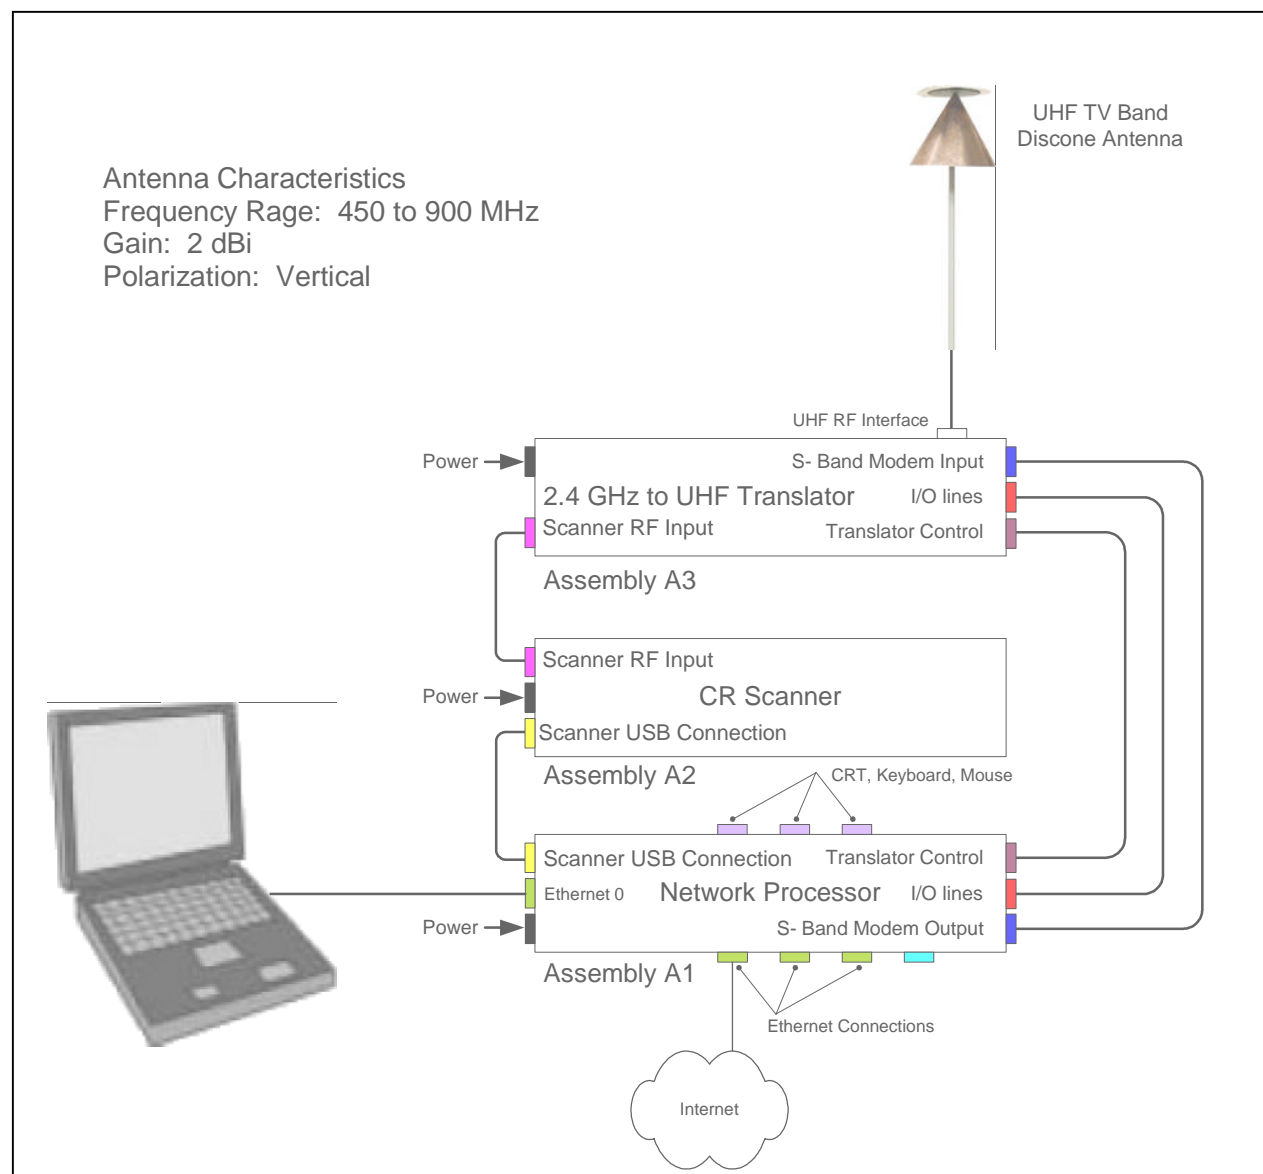 UHF TV Band
Discone Antenna
Antenna Characteristics
Frequency Rage: 450 to 900 MHz
Gain: 2 dBi
Polarization: Vertical
UHF RF Interface
Power
S- Band Modem Input
2.4 GHz to UHF Translator
I/O lines
Scanner RF Input
Translator Control
Assembly A3
Scanner RF Input
Power
CR Scanner
Scanner USB Connection
Assembly A2
CRT, Keyboard, Mouse
Scanner USB Connection
Translator Control
Ethernet 0
Network Processor
I/O lines
Power
S- Band Modem Output
Assembly A1
Ethernet Connections
Internet